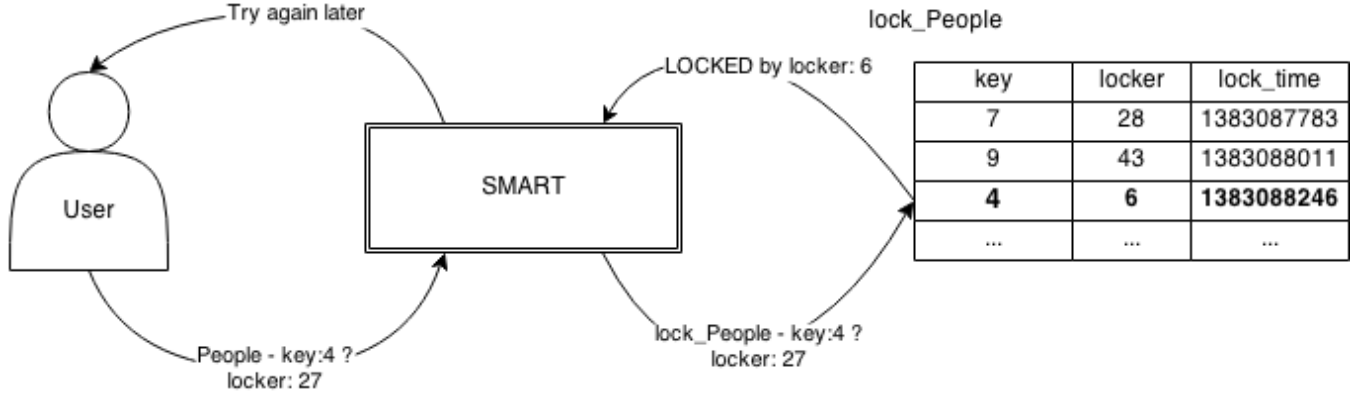 Try again later
lock_People
LOCKED by locker: 6
key locker lock_time
7 28 1383087783
9 43 1383088011
4 6 1383088246
... ... ...
SMART
User
People - key:4 ?
locker: 27
lock_People - key:4 ?
locker: 27